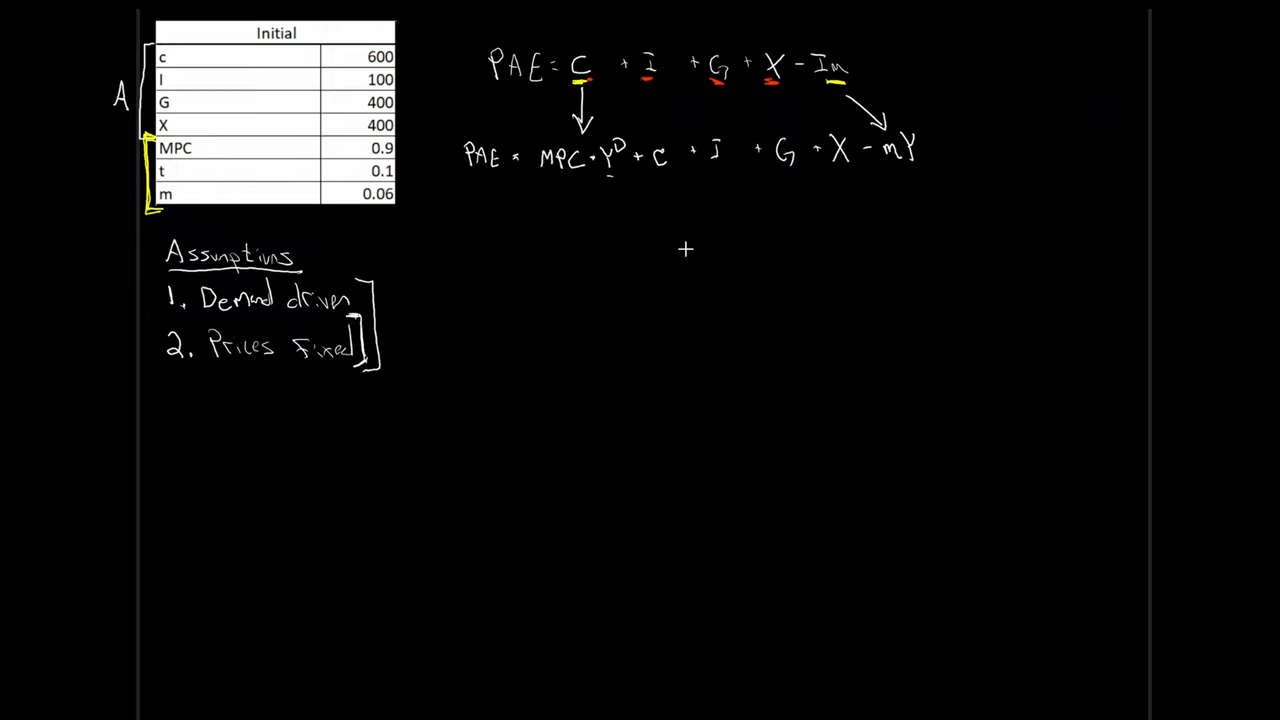 Initial
c 600
I 100
G 400
X 400
MPC 0.9
t 0.1
m 0.06
A
PAE = C + I + G + X - Im
PAE = MPC · Y^D + c + I + G + X - mY
Assumptions
1. Demand driven
2. Prices Fixed
+